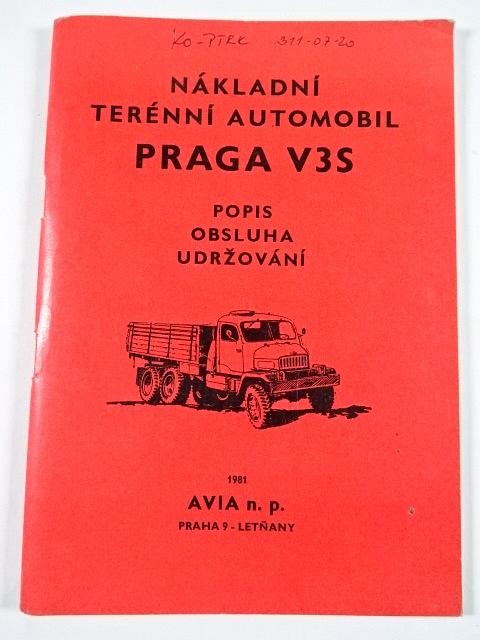 KO-PTRK 311-07-20
NÁKLADNÍ
TERÉNNÍ AUTOMOBIL
PRAGA V3S
POPIS
OBSLUHA
UDRŽOVÁNÍ
1981
AVIA n. p.
PRAHA 9 - LETŇANY